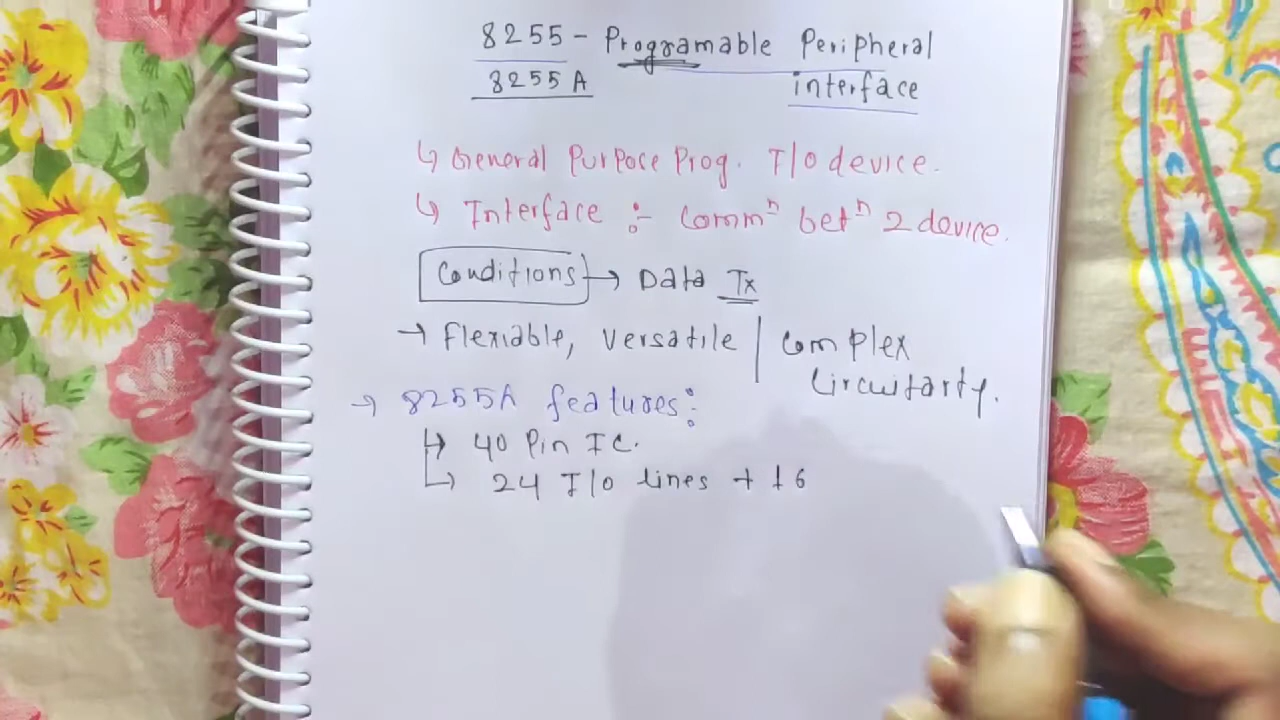 8255 - Programable Peripheral
8255A interface
↳ General Purpose Prog. I/O device.
↳ Interface :- Commⁿ betⁿ 2 device.
Conditions → Data Tx
→ Flexiable, Versatile | Complex
Circuitarty.
→ 8255A features:
↳ 40 Pin IC.
↳ 24 I/O lines + 16